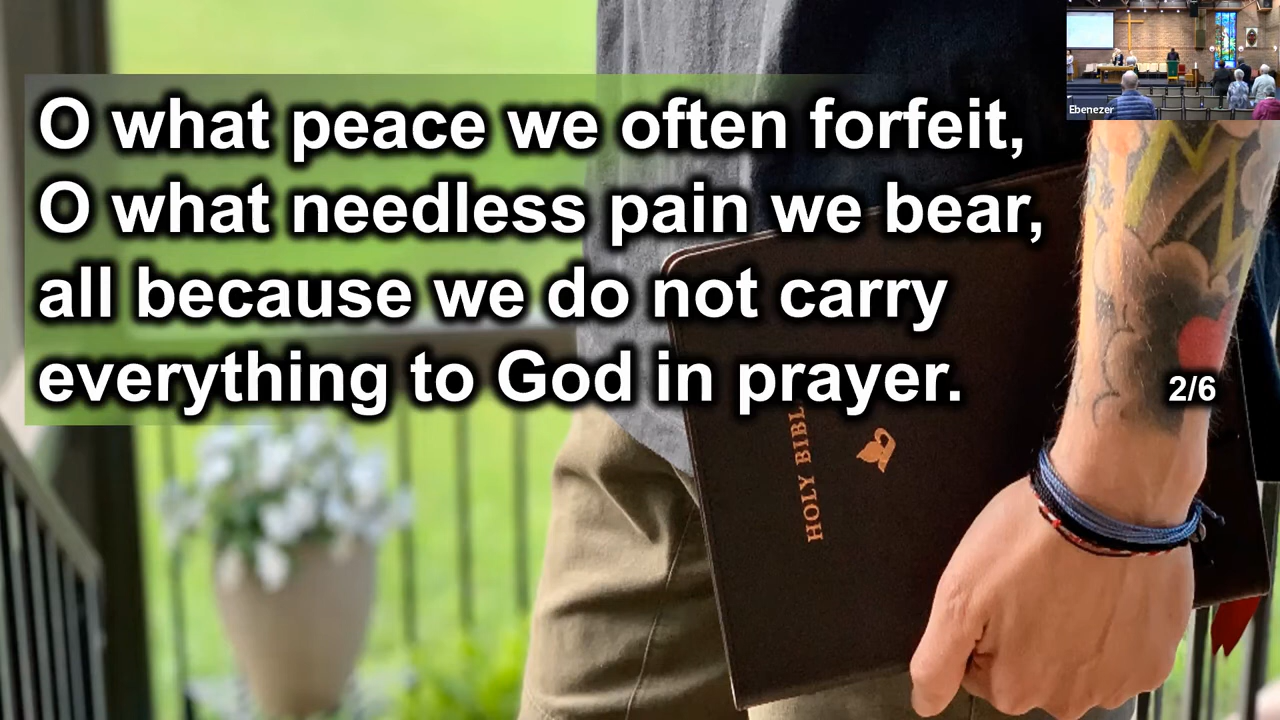 O what peace we often forfeit,
O what needless pain we bear,
all because we do not carry
everything to God in prayer.
2/6
HOLY BIBL
Ebenezer